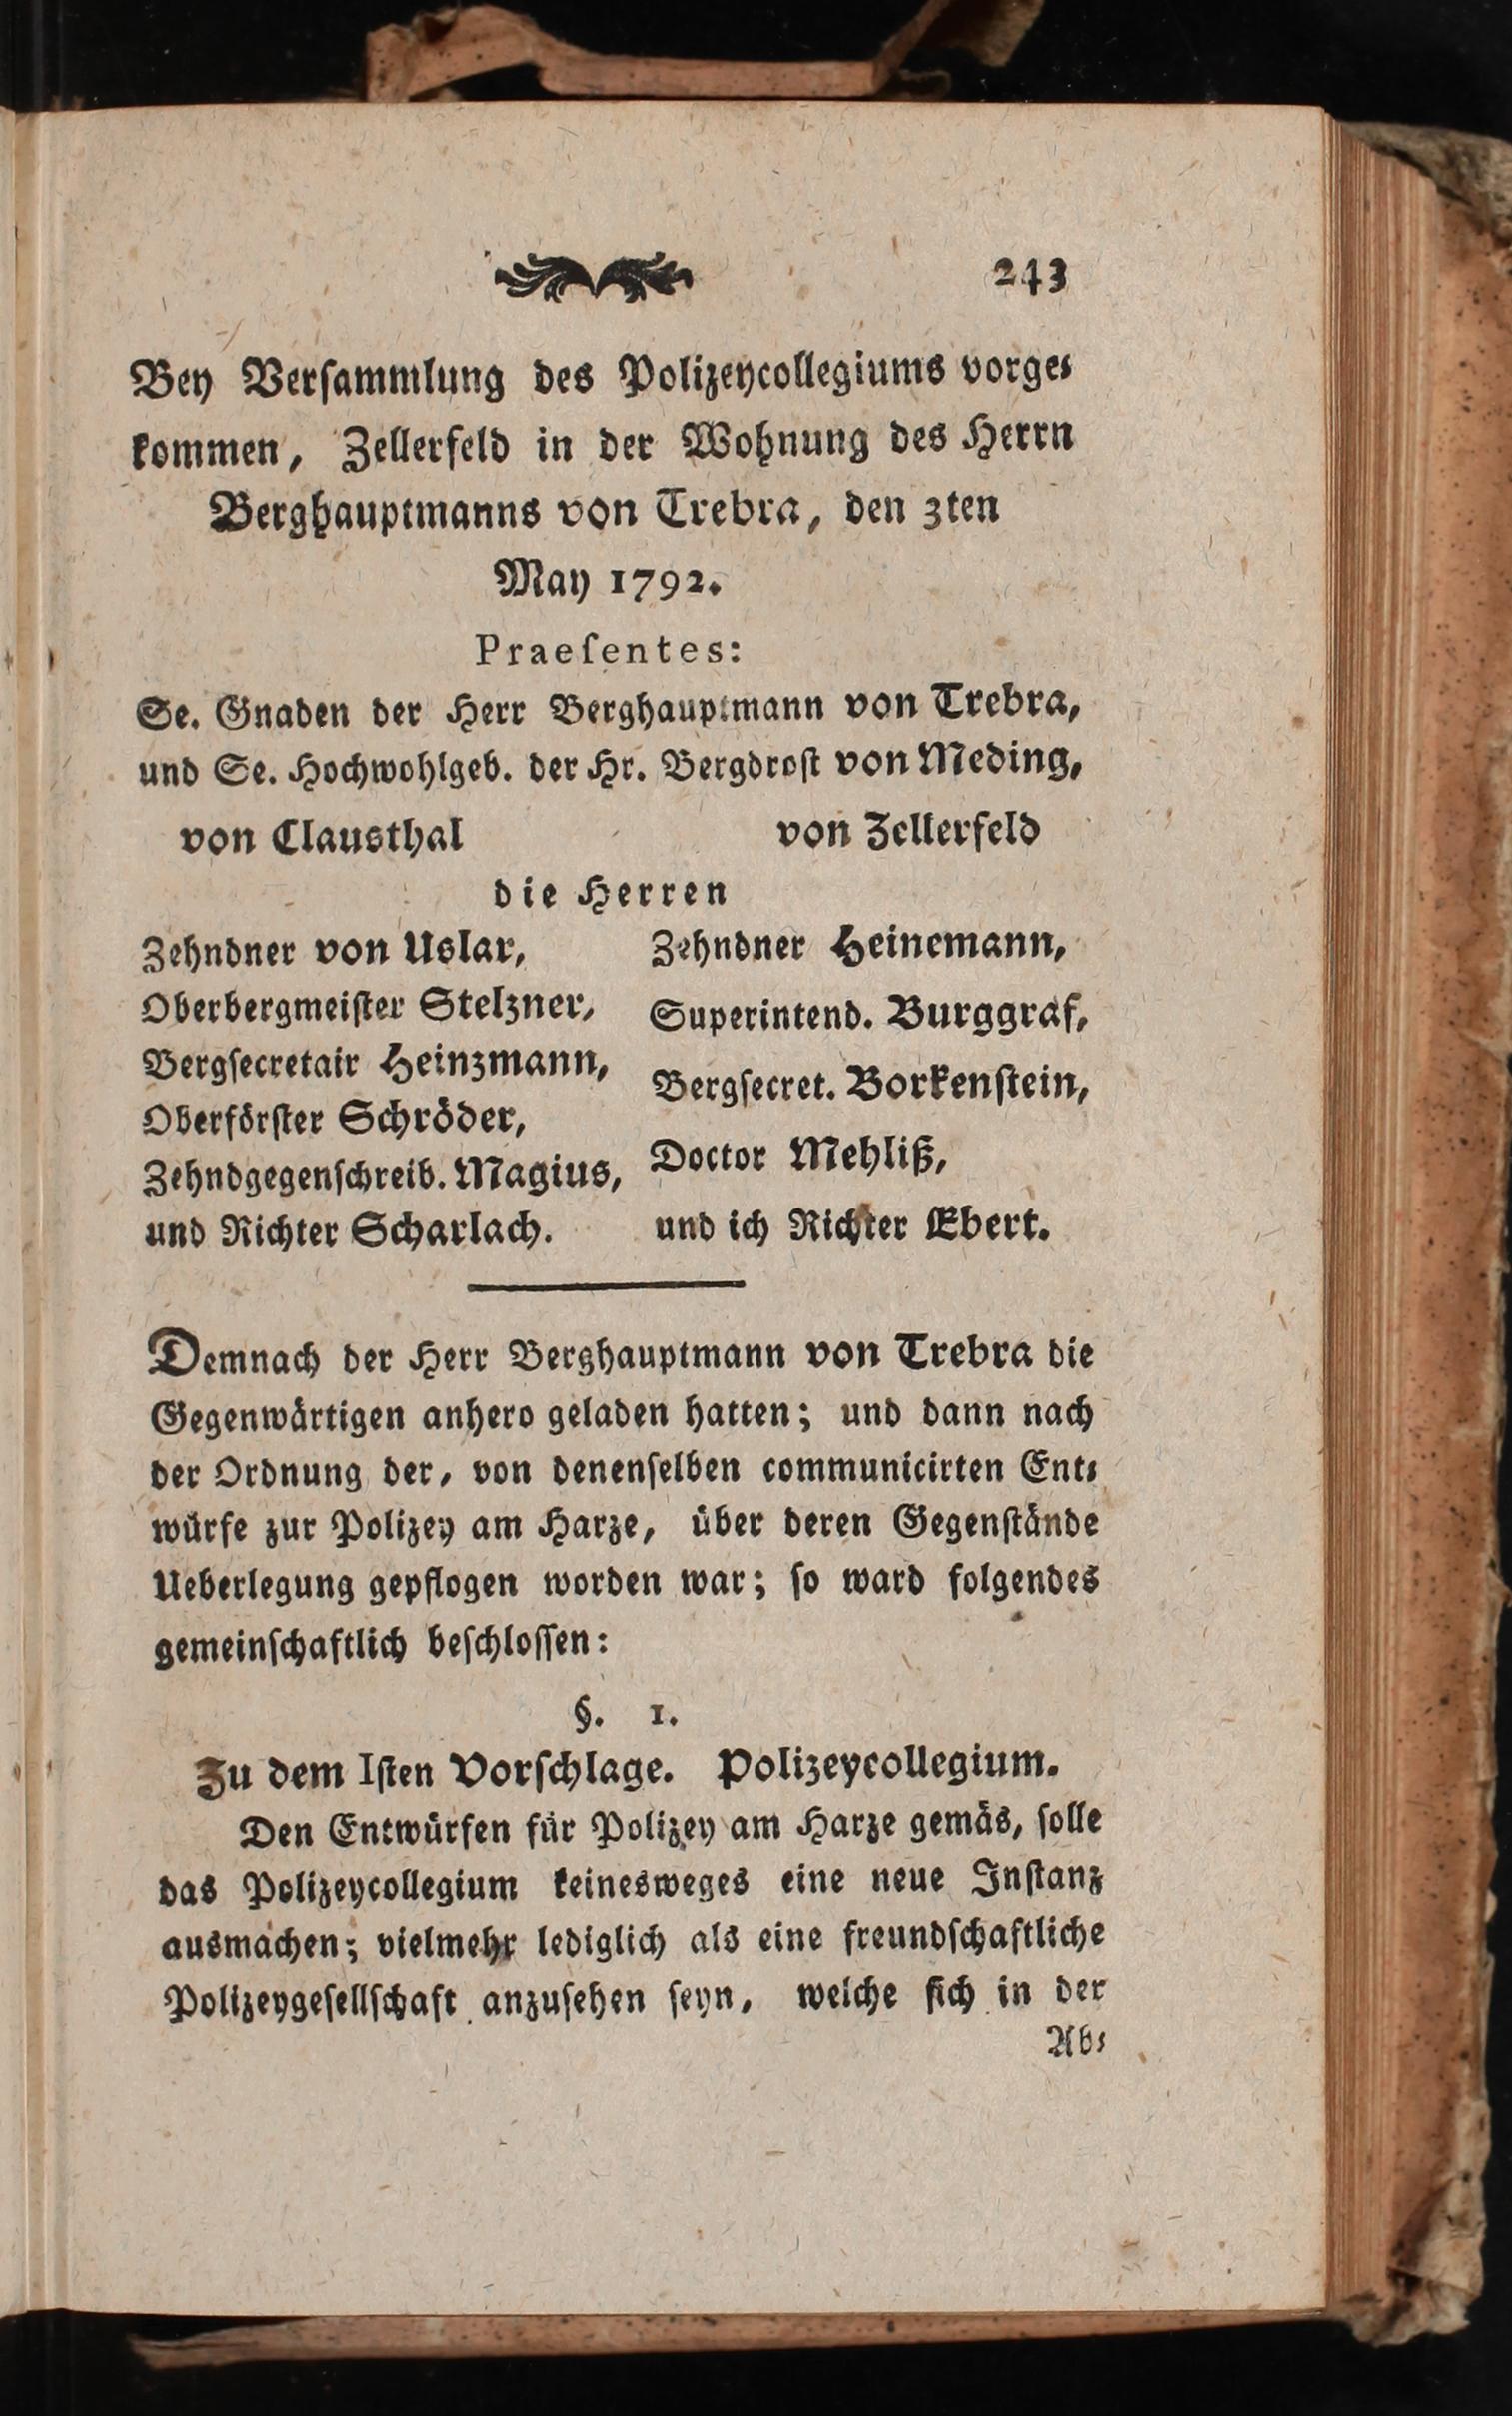 243
Bey Verſammlung des Polizeycollegiums vorge⸗
kommen, Zellerfeld in der Wohnung des Herrn
Berghauptmanns von Trebra, den 3ten
May 1792.
Praeſentes:
Se. Gnaden der Herr Berghauptmann von Trebra,
und Se. Hochwohlgeb. der Hr. Bergdroſt von Meding,
von Clausthal
von Zellerfeld
die Herren
Zehndner von Uslar,
Oberbergmeiſter Stelzner,
Bergſecretair Heinzmann,
Oberförſter Schröder,
Zehndgegenſchreib. Magius,
und Richter Scharlach.
Zehndner Heinemann,
Superintend. Burggraf,
Bergſecret. Borkenſtein,
Doctor Mehliß,
und ich Richter Ebert.
Demnach der Herr Berghauptmann von Trebra die
Gegenwärtigen anhero geladen hatten; und dann nach
der Ordnung der, von denenſelben communicirten Ent⸗
würfe zur Polizey am Harze, über deren Gegenſtände
Ueberlegung gepflogen worden war; ſo ward folgendes
gemeinſchaftlich beſchloſſen:
§. 1.
Zu dem Iſten Vorſchlage. Polizeycollegium.
Den Entwürfen für Polizey am Harze gemäs, ſolle
das Polizeycollegium keinesweges eine neue Inſtanz
ausmachen; vielmehr lediglich als eine freundſchaftliche
Polizeygeſellſchaft anzuſehen ſeyn, welche ſich in der
Ab⸗